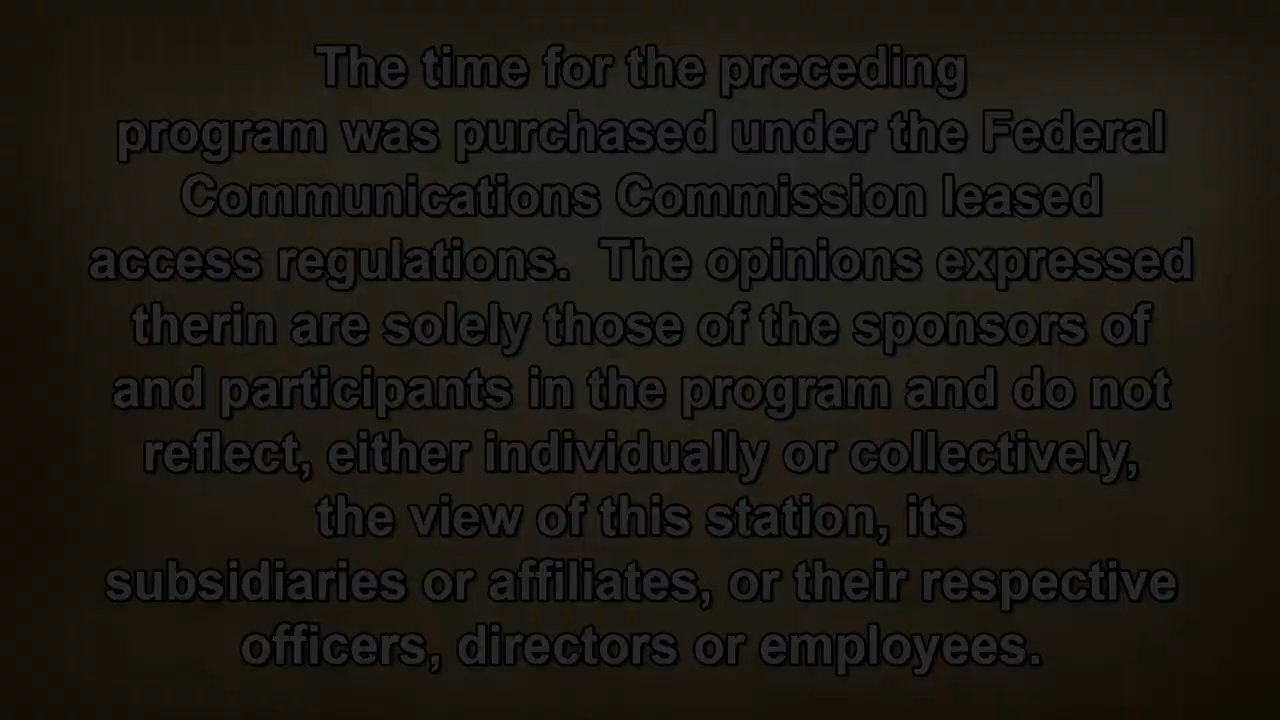 The time for the preceding
program was purchased under the Federal
Communications Commission leased
access regulations.  The opinions expressed
therin are solely those of the sponsors of
and participants in the program and do not
reflect, either individually or collectively,
the view of this station, its
subsidiaries or affiliates, or their respective
officers, directors or employees.